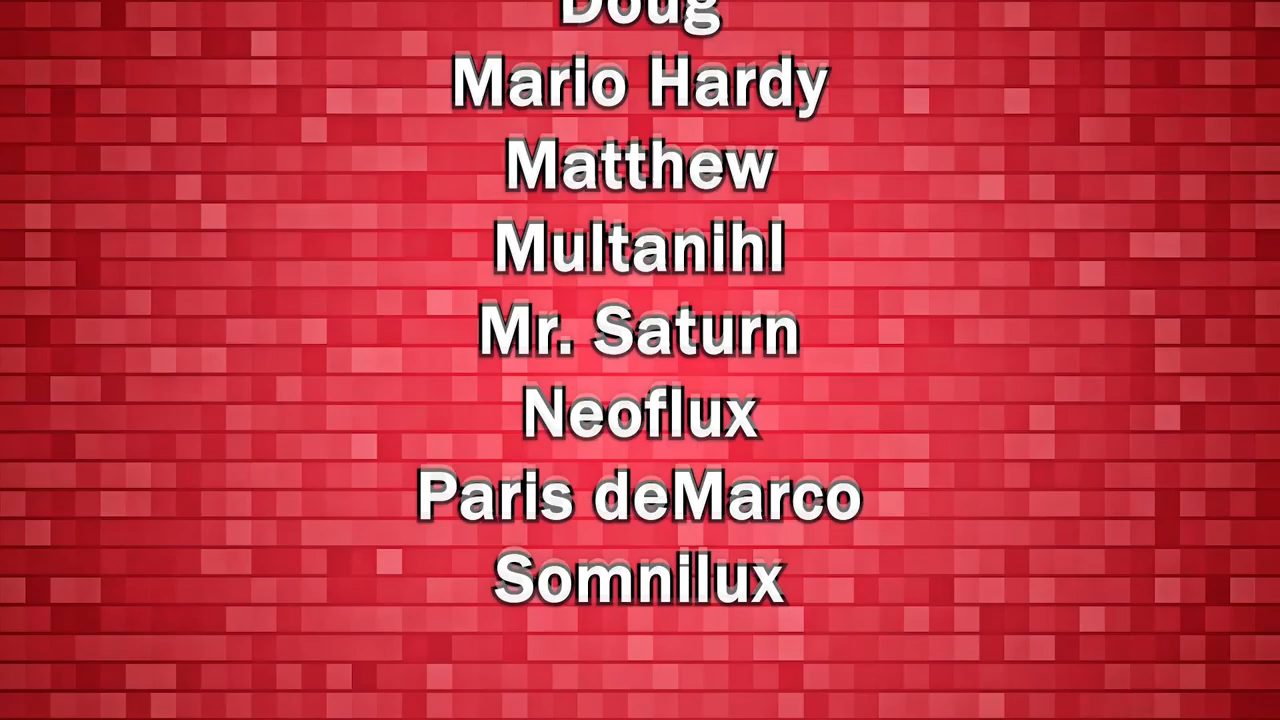 Doug
Mario Hardy
Matthew
Multanihl
Mr. Saturn
Neoflux
Paris deMarco
Somnilux